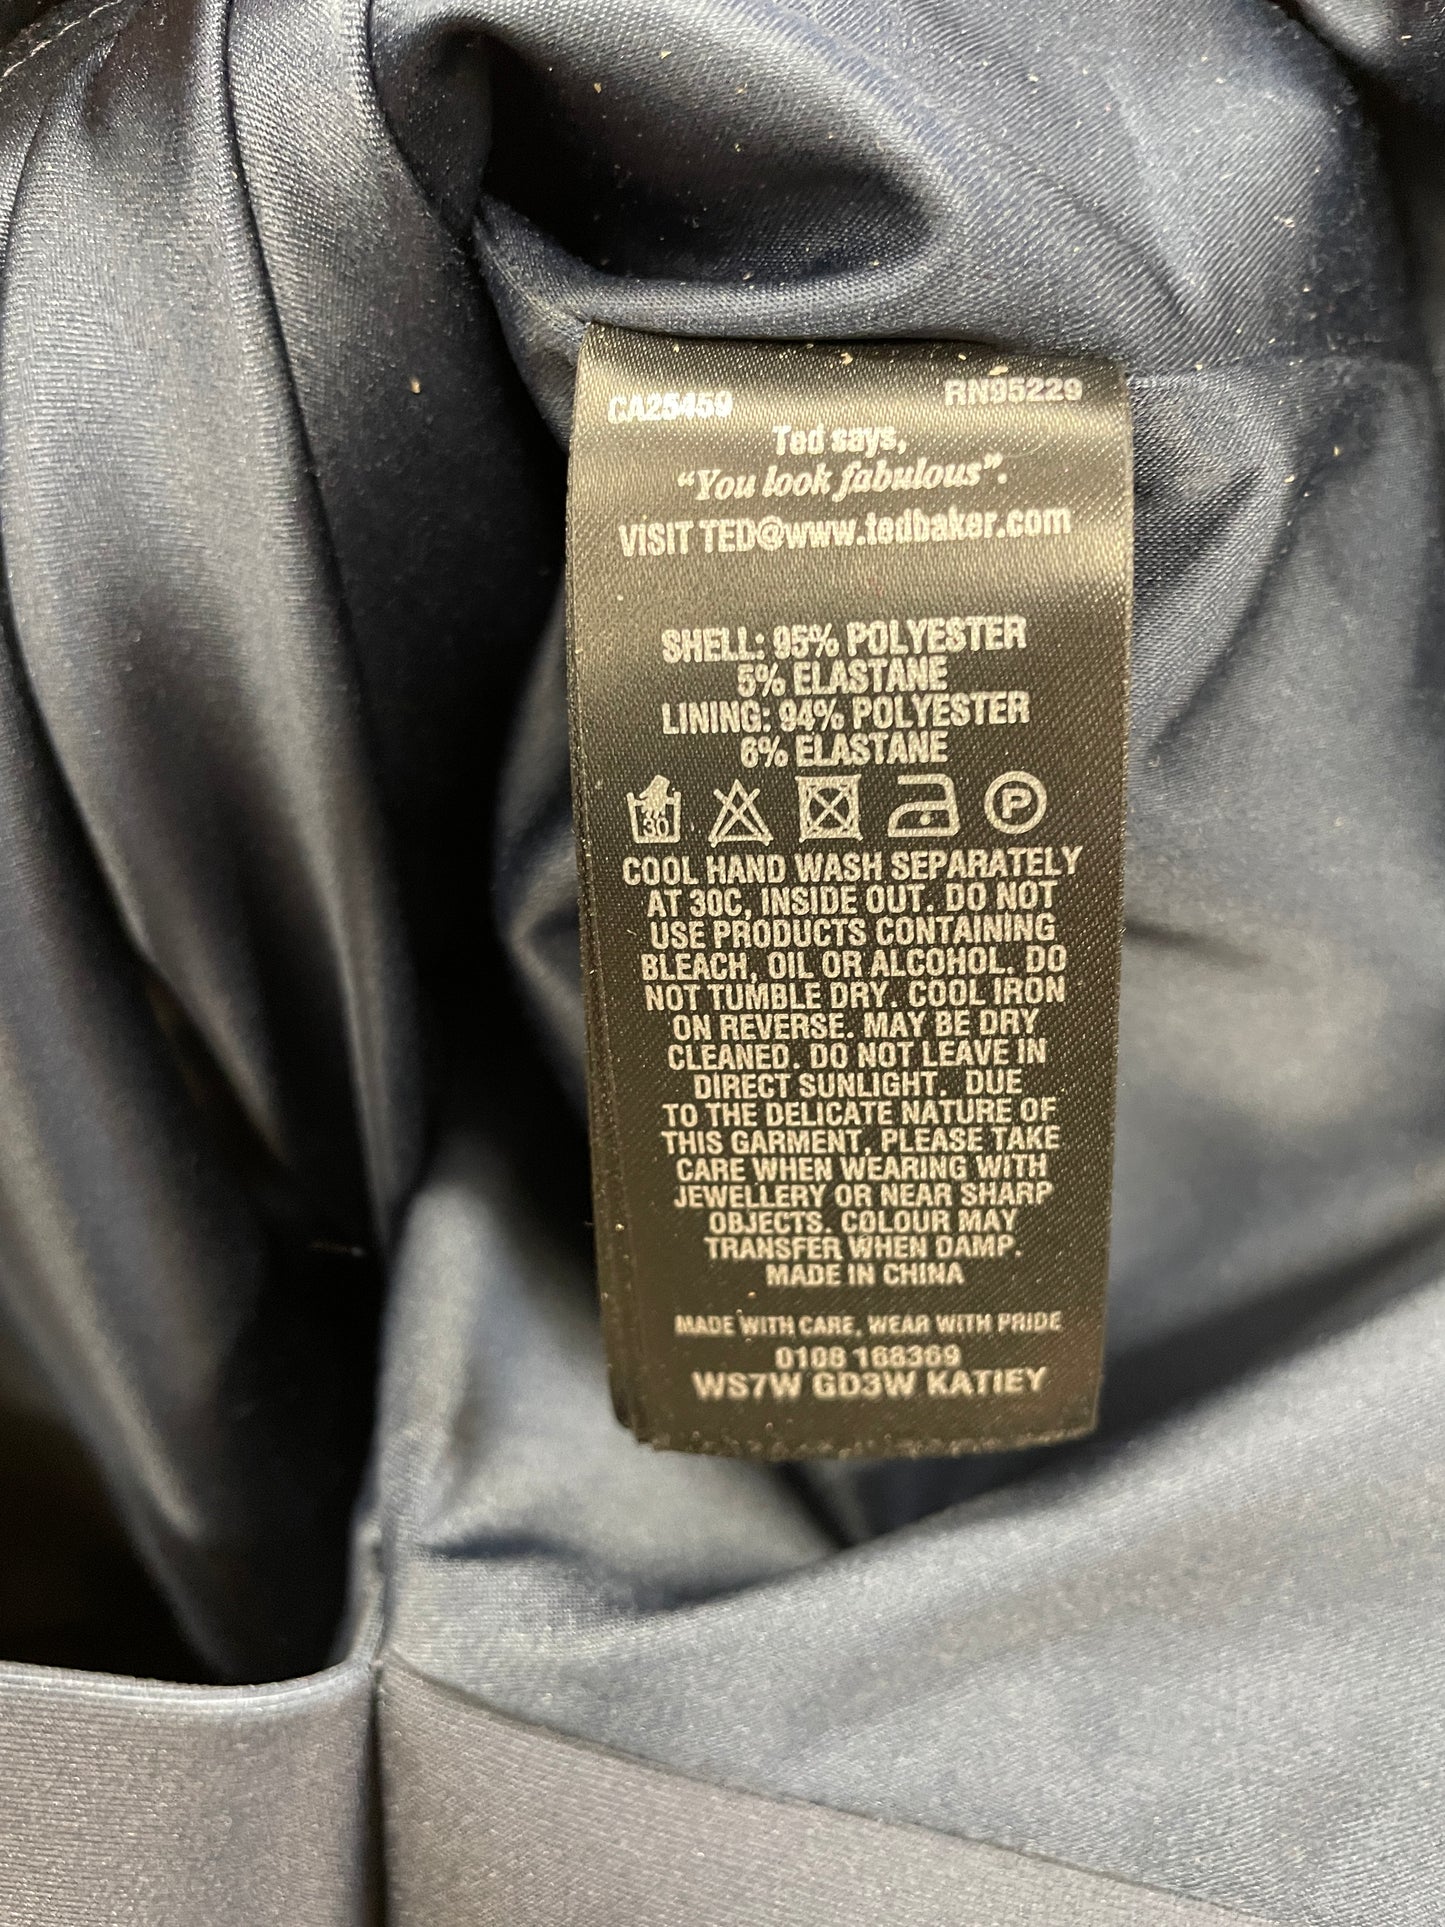 CA25459 RN95229
Ted says,
“You look fabulous”.
VISIT TED@www.tedbaker.com
SHELL: 95% POLYESTER
5% ELASTANE
LINING: 94% POLYESTER
6% ELASTANE
30 P
COOL HAND WASH SEPARATELY
AT 30C, INSIDE OUT. DO NOT
USE PRODUCTS CONTAINING
BLEACH, OIL OR ALCOHOL. DO
NOT TUMBLE DRY. COOL IRON
ON REVERSE. MAY BE DRY
CLEANED. DO NOT LEAVE IN
DIRECT SUNLIGHT. DUE
TO THE DELICATE NATURE OF
THIS GARMENT, PLEASE TAKE
CARE WHEN WEARING WITH
JEWELLERY OR NEAR SHARP
OBJECTS. COLOUR MAY
TRANSFER WHEN DAMP.
MADE IN CHINA
MADE WITH CARE, WEAR WITH PRIDE
0108 168369
WS7W GD3W KATIEY